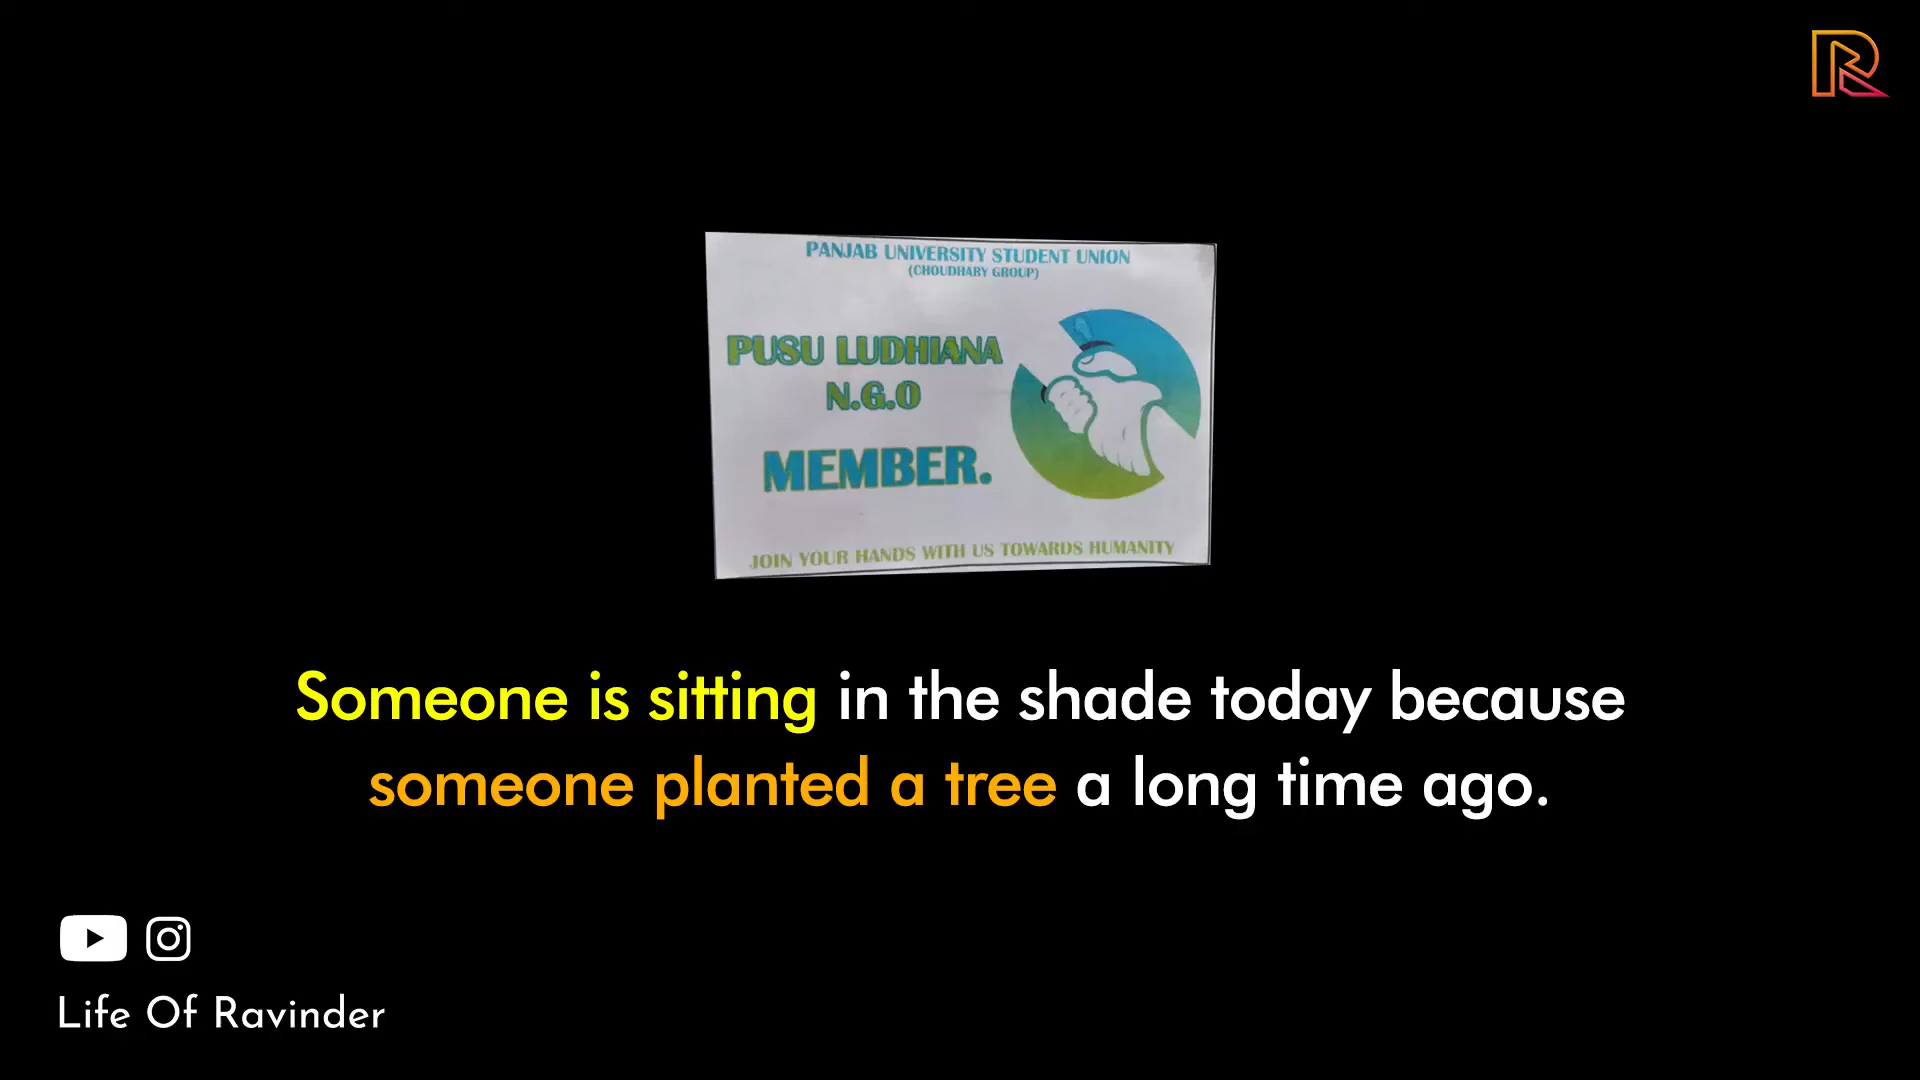 PANJAB UNIVERSITY STUDENT UNION
(CHOUDHARY GROUP)
PUSU LUDHIANA
N.G.O
MEMBER.
JOIN YOUR HANDS WITH US TOWARDS HUMANITY
Someone is sitting in the shade today because
someone planted a tree a long time ago.
Life Of Ravinder